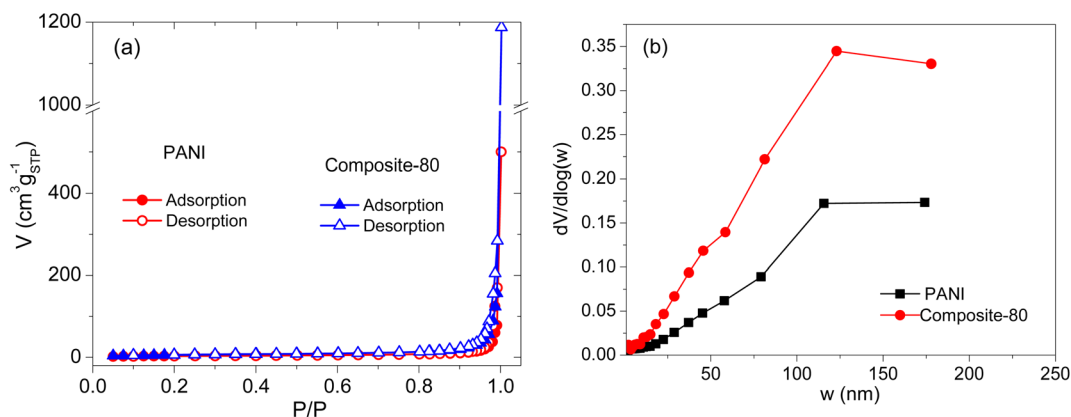 (a)
1200
1000
400
200
0
V (cm³g⁻¹STP)
PANI
Adsorption
Desorption
Composite-80
Adsorption
Desorption
0.0 0.2 0.4 0.6 0.8 1.0
P/P
(b)
0.35
0.30
0.25
0.20
0.15
0.10
0.05
0.00
dV/dlog(w)
PANI
Composite-80
50 100 150 200 250
w (nm)